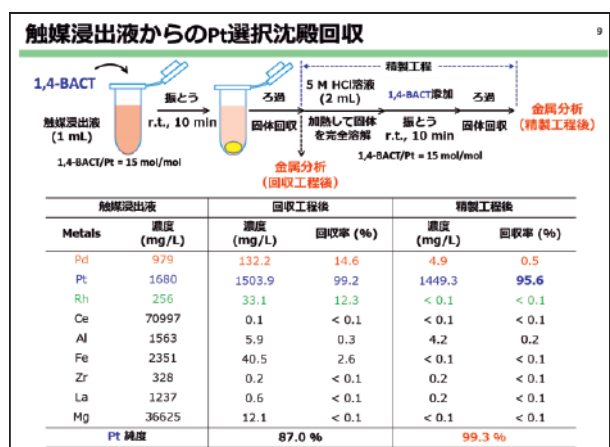 触媒浸出液からのPt選択沈殿回収
9
精製工程
1,4-BACT
触媒浸出液
(1 mL)
振とう
r.t., 10 min
ろ過
固体回収
5 M HCl溶液
(2 mL)
加熱して固体
を完全溶解
1,4-BACT添加
振とう
r.t., 10 min
ろ過
固体回収
金属分析
(精製工程後)
1,4-BACT/Pt = 15 mol/mol
金属分析
(回収工程後)
1,4-BACT/Pt = 15 mol/mol
触媒浸出液 回収工程後 精製工程後
Metals 濃度 (mg/L) 濃度 (mg/L) 回収率 (%) 濃度 (mg/L) 回収率 (%)
Pd 979 132.2 14.6 4.9 0.5
Pt 1680 1503.9 99.2 1449.3 95.6
Rh 256 33.1 12.3 < 0.1 < 0.1
Ce 70997 0.1 < 0.1 < 0.1 < 0.1
Al 1563 5.9 0.3 4.2 0.2
Fe 2351 40.5 2.6 < 0.1 < 0.1
Zr 328 0.2 < 0.1 0.2 < 0.1
La 1237 0.6 < 0.1 0.2 < 0.1
Mg 36625 12.1 < 0.1 < 0.1 < 0.1
Pt 純度 87.0 % 99.3 %